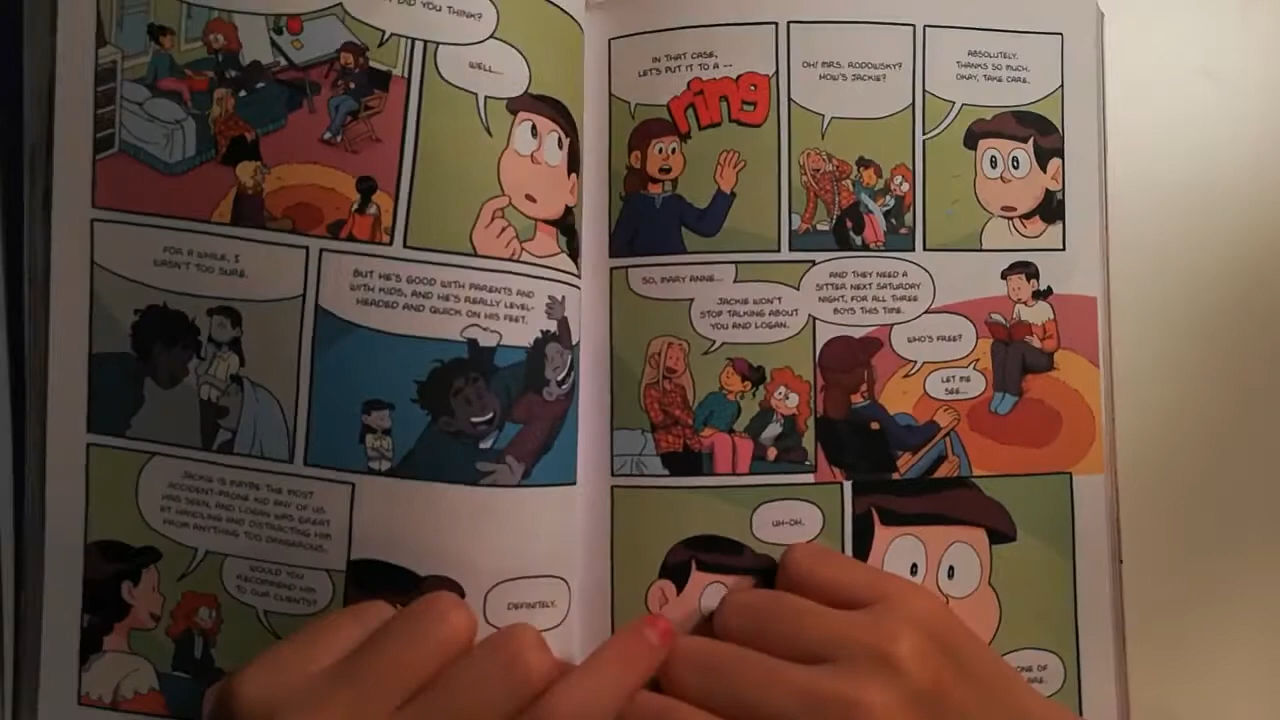 DID YOU THINK?
WELL...
FOR A WHILE, I
WASN'T TOO SURE.
BUT HE'S GOOD WITH PARENTS AND
WITH KIDS, AND HE'S REALLY LEVEL-
HEADED AND QUICK ON HIS FEET.
JACKIE IS MAYBE THE MOST
ACCIDENT-PRONE KID ANY OF US
HAS SEEN, AND LOGAN WAS GREAT
AT HANDLING AND DISTRACTING HIM
FROM ANYTHING TOO DANGEROUS.
WOULD YOU
RECOMMEND HIM
TO OUR CLIENTS?
DEFINITELY.
IN THAT CASE,
LET'S PUT IT TO A --
ring
OH! MRS. RODOWSKY?
HOW'S JACKIE?
ABSOLUTELY.
THANKS SO MUCH.
OKAY, TAKE CARE.
SO, MARY ANNE...
JACKIE WON'T
STOP TALKING ABOUT
YOU AND LOGAN.
AND THEY NEED A
SITTER NEXT SATURDAY
NIGHT, FOR ALL THREE
BOYS THIS TIME.
WHO'S FREE?
LET ME
SEE...
UH-OH.
ONE OF